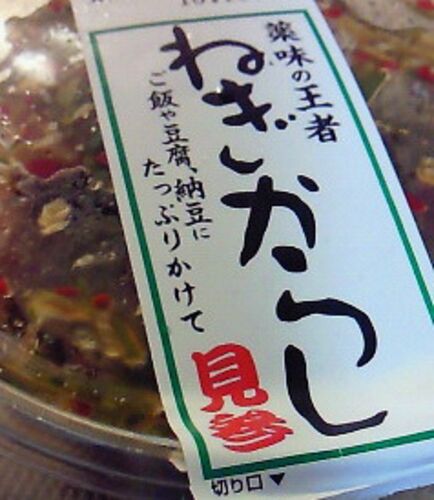 薬味の王者
ねぎいからし
ご飯や豆腐、納豆に
たっぷりかけて
見参
切り口▼